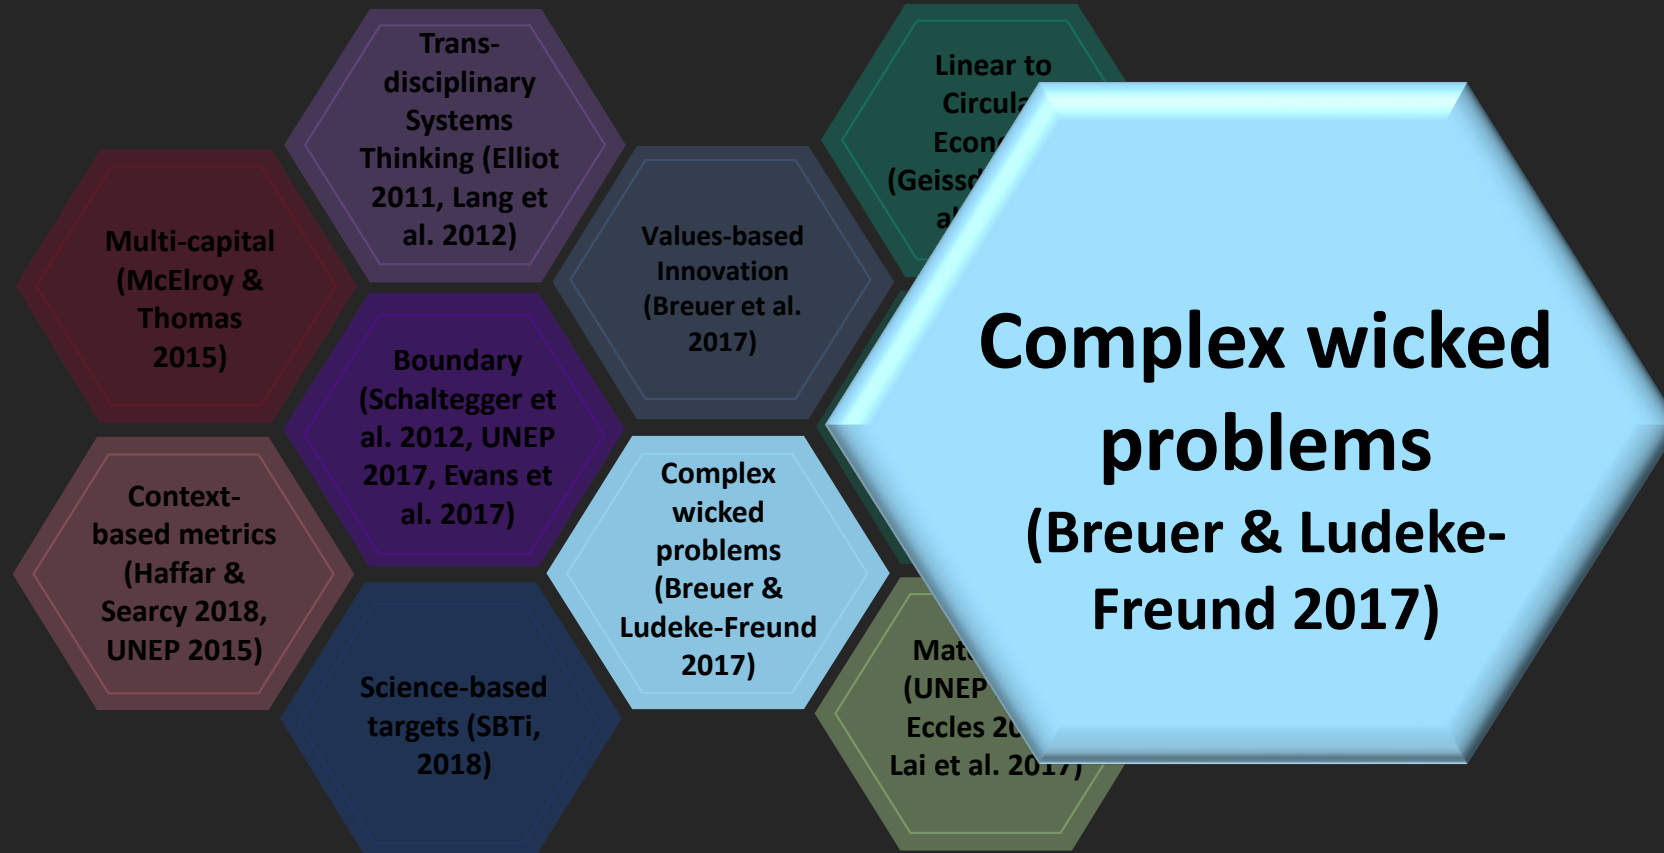 Trans-
disciplinary
Systems
Thinking (Elliot
2011, Lang et
al. 2012)
Multi-capital
(McElroy &
Thomas
2015)
Values-based
Innovation
(Breuer et al.
2017)
Linear to
Boundary
(Schaltegger et
al. 2012, UNEP
2017, Evans et
al. 2017)
Context-
based metrics
(Haffar &
Searcy 2018,
UNEP 2015)
Complex
wicked
problems
(Breuer &
Ludeke-Freund
2017)
Science-based
targets (SBTi,
2018)
(UNEP
Eccles
Lai et al. 2017)
Complex wicked
problems
(Breuer & Ludeke-
Freund 2017)